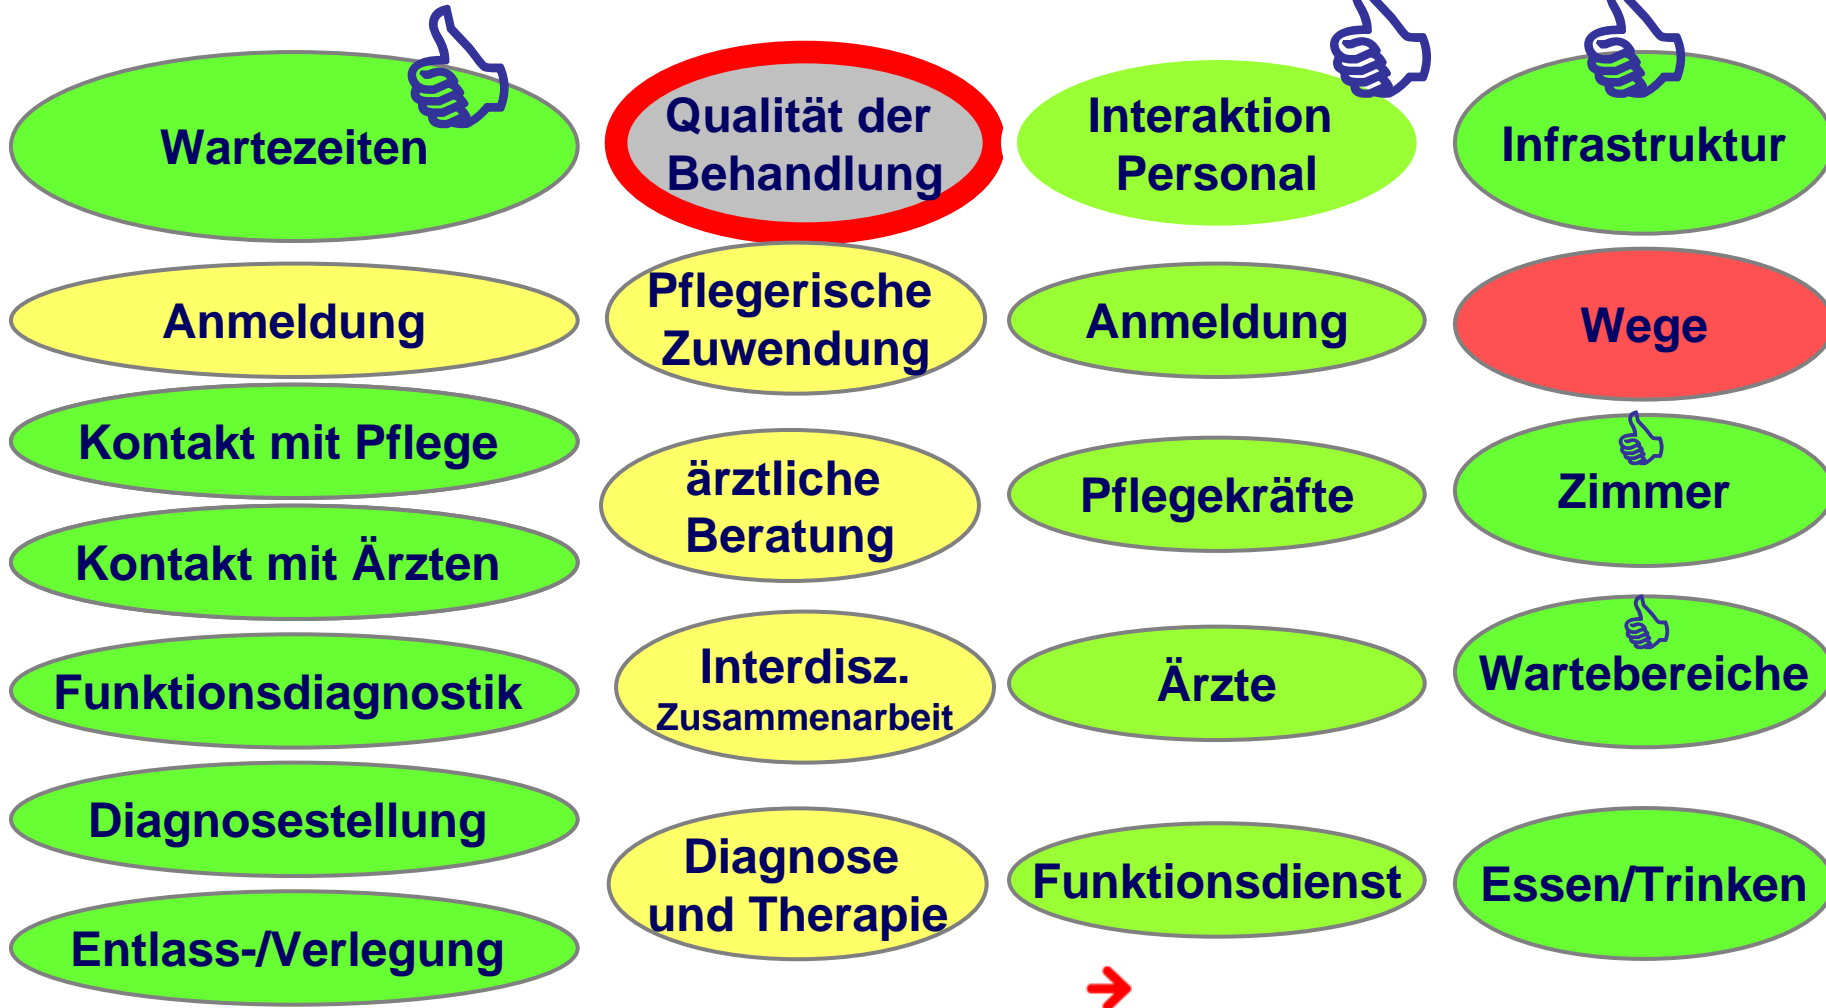 Wartezeiten
Anmeldung
Kontakt mit Pflege
Kontakt mit Ärzten
Funktionsdiagnostik
Diagnosestellung
Entlass-/Verlegung
Qualität der
Behandlung
Pflegerische
Zuwendung
ärztliche
Beratung
Interdisz.
Zusammenarbeit
Diagnose
und Therapie
Interaktion
Personal
Anmeldung
Pflegekräfte
Ärzte
Funktionsdienst
Infrastruktur
Wege
Zimmer
Wartebereiche
Essen/Trinken